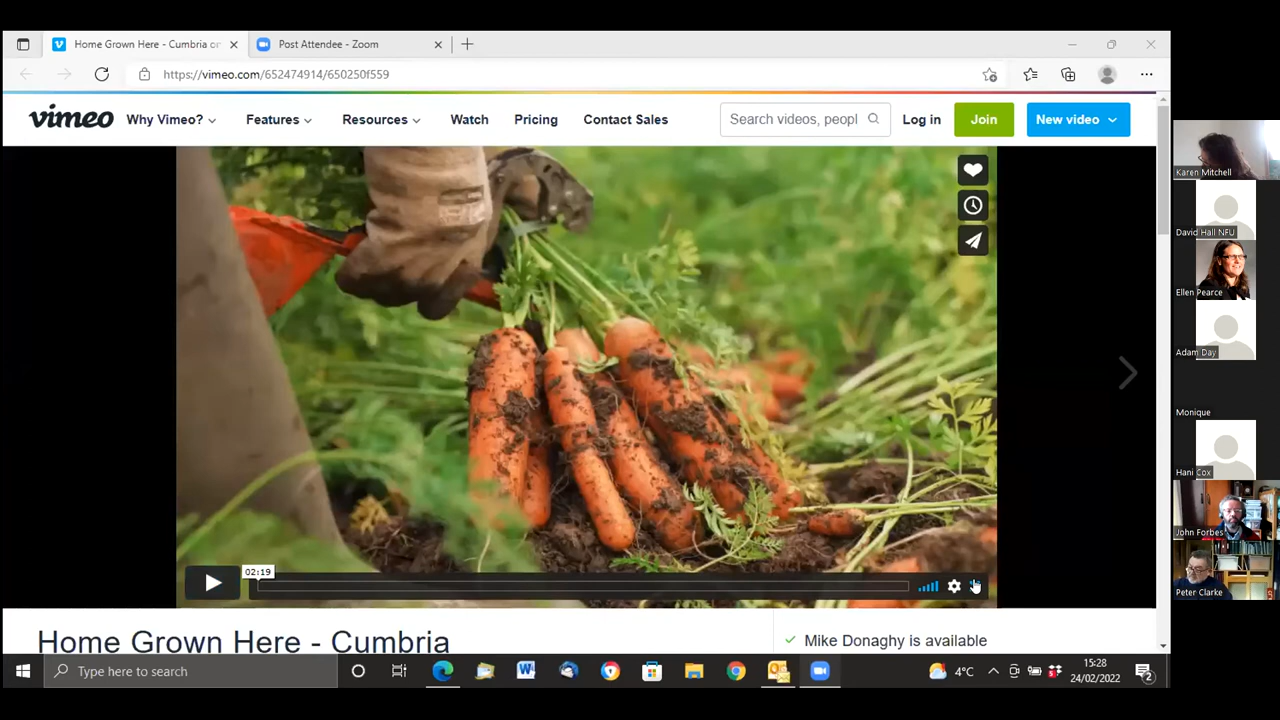 Home Grown Here - Cumbria on
Post Attendee - Zoom
https://vimeo.com/652474914/650250f559
vimeo
Why Vimeo?
Features
Resources
Watch
Pricing
Contact Sales
Search videos, peopl
Log in
Join
New video
Karen Mitchell
David Hall NFU
Ellen Pearce
Adam Day
Monique
Hani Cox
John Forbes
Peter Clarke
02:19
Home Grown Here - Cumbria
Mike Donaghy is available
Type here to search
4°C
15:28
24/02/2022
2